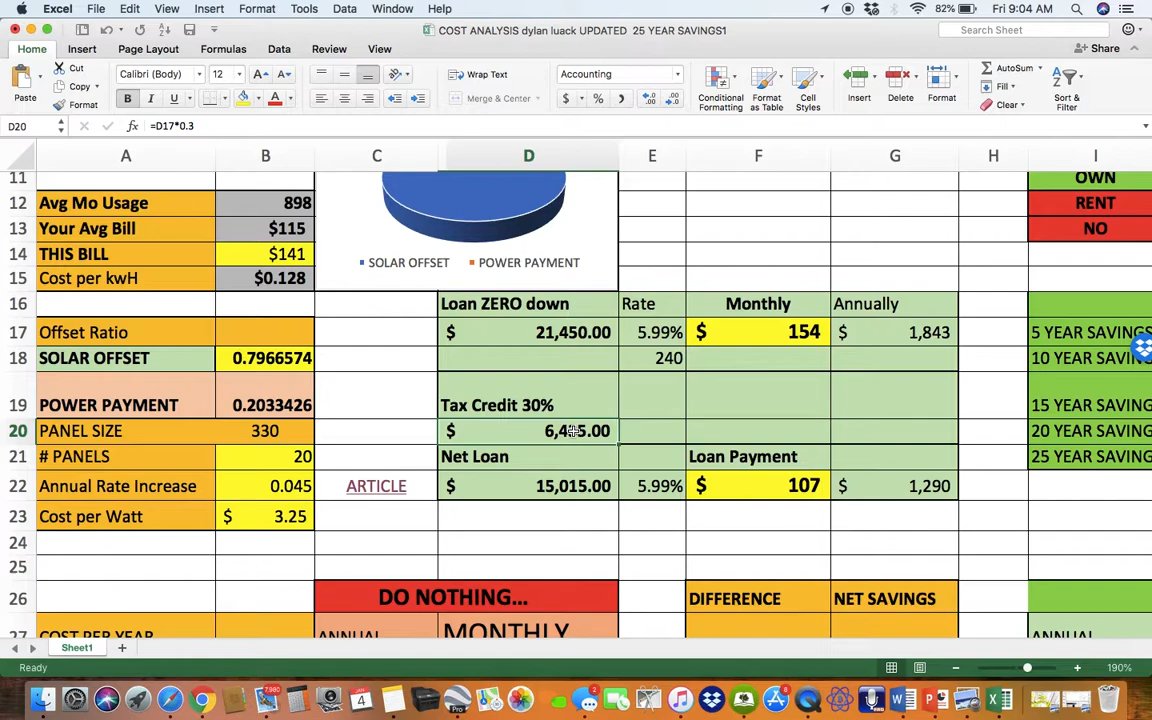 Excel File Edit View Insert Format Tools Data Window Help 82% Fri 9:04 AM
COST ANALYSIS dylan luack UPDATED 25 YEAR SAVINGS1 Search Sheet
Home Insert Page Layout Formulas Data Review View Share
Paste Cut Copy Format
Calibri (Body) 12 A A
B I U A
Wrap Text
Merge & Center
Accounting
$ %
Conditional Formatting
Format as Table
Cell Styles
Insert Delete Format
AutoSum
Fill
Clear
Sort & Filter
D20 fx =D17*0.3
A B C D E F G H I
11 OWN
12 Avg Mo Usage 898 RENT
13 Your Avg Bill $115 NO
14 THIS BILL $141 SOLAR OFFSET POWER PAYMENT
15 Cost per kwH $0.128
16 Loan ZERO down Rate Monthly Annually
17 Offset Ratio $ 21,450.00 5.99% $ 154 $ 1,843 5 YEAR SAVINGS
18 SOLAR OFFSET 0.7966574 240 10 YEAR SAVING
19 POWER PAYMENT 0.2033426 Tax Credit 30% 15 YEAR SAVING
20 PANEL SIZE 330 $ 20 YEAR SAVING
21 # PANELS 20 Net Loan Loan Payment 25 YEAR SAVING
22 Annual Rate Increase 0.045 ARTICLE $ 15,015.00 5.99% $ 107 $ 1,290
23 Cost per Watt $ 3.25
24
25
26 DO NOTHING... DIFFERENCE NET SAVINGS
27 COST PER YEAR ANNUAL MONTHLY ANNUAL
Sheet1 +
Ready 190%